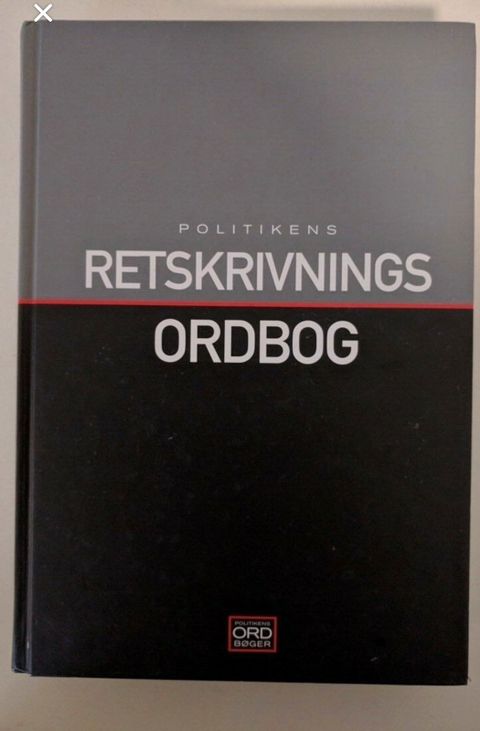 POLITIKENS
RETSKRIVNINGS
ORDBOG
POLITIKENS
ORD
BØGER